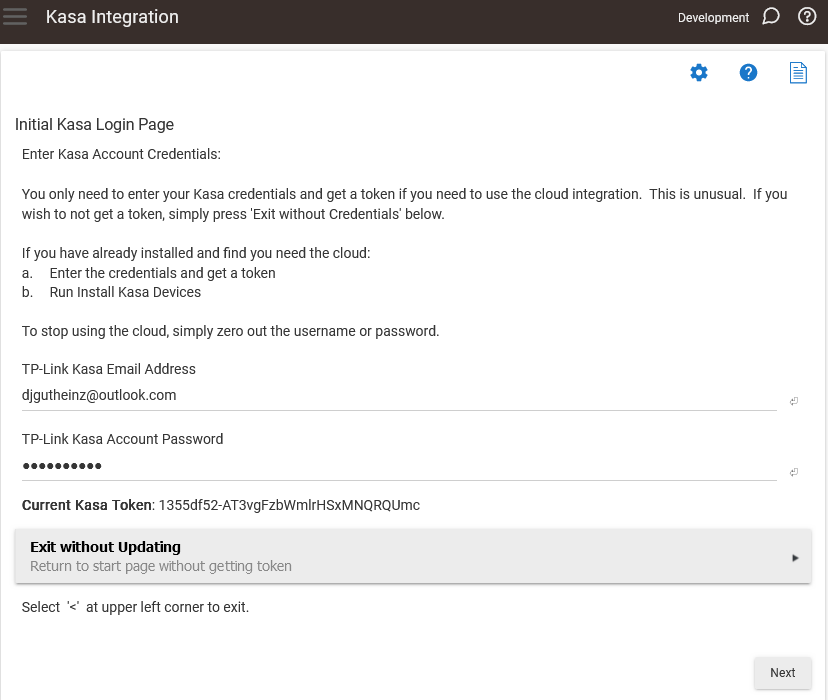 Kasa Integration
Development
Initial Kasa Login Page
Enter Kasa Account Credentials:
You only need to enter your Kasa credentials and get a token if you need to use the cloud integration.  This is unusual.  If you
wish to not get a token, simply press 'Exit without Credentials' below.
If you have already installed and find you need the cloud:
a.    Enter the credentials and get a token
b.    Run Install Kasa Devices
To stop using the cloud, simply zero out the username or password.
TP-Link Kasa Email Address
djgutheinz@outlook.com
TP-Link Kasa Account Password
••••••••••
Current Kasa Token: 1355df52-AT3vgFzbWmlrHSxMNQRQUmc
Exit without Updating
Return to start page without getting token
Select  '<'  at upper left corner to exit.
Next